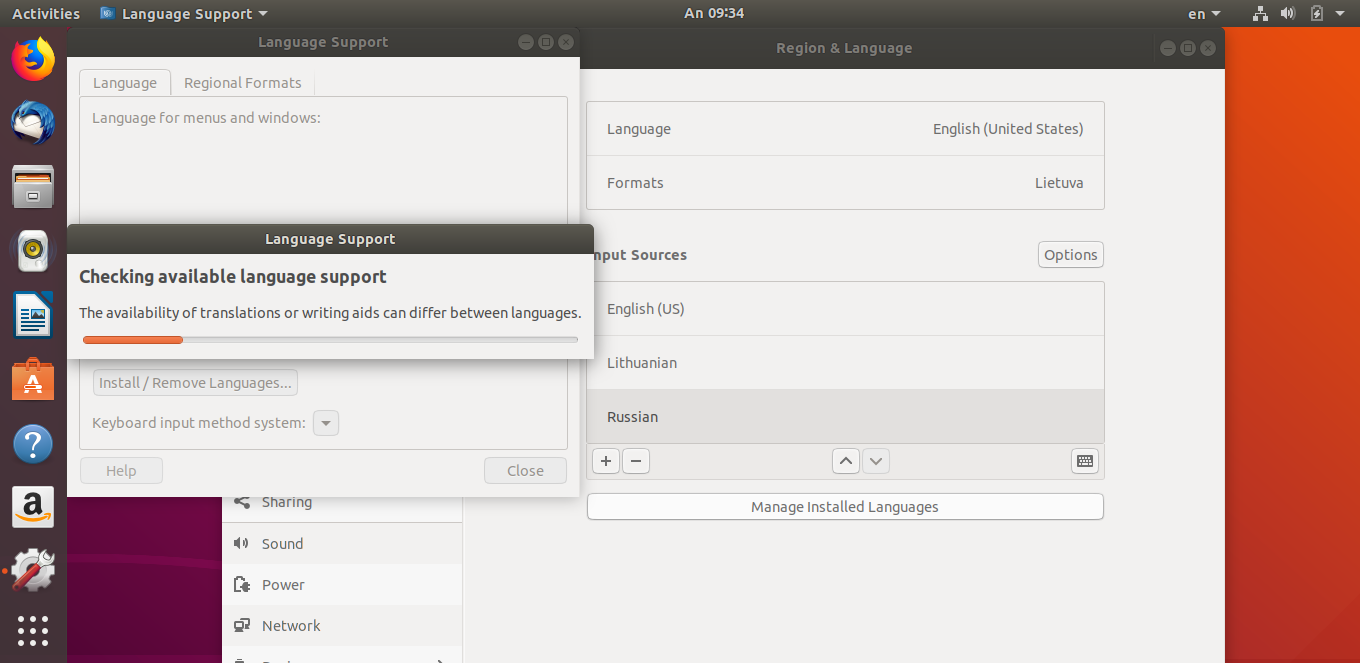 Activities
Language Support
An 09:34
en
Language Support
Region & Language
Language
Regional Formats
Language for menus and windows:
Language Support
Checking available language support
The availability of translations or writing aids can differ between languages.
Install / Remove Languages...
Keyboard input method system:
Help
Close
Language
English (United States)
Formats
Lietuva
nput Sources
Options
English (US)
Lithuanian
Russian
Manage Installed Languages
Sharing
Sound
Power
Network